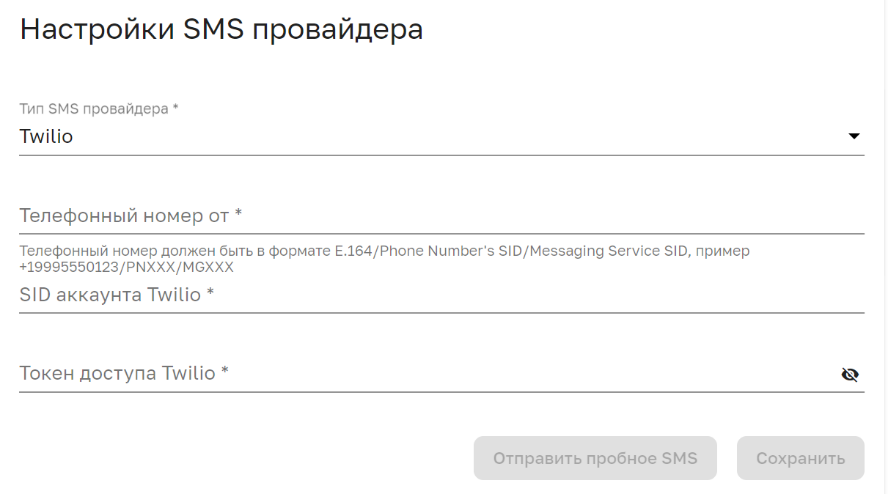 Настройки SMS провайдера
Тип SMS провайдера *
Twilio
Телефонный номер от *
Телефонный номер должен быть в формате E.164/Phone Number's SID/Messaging Service SID, пример
+19995550123/PNXXX/MGXXX
SID аккаунта Twilio *
Токен доступа Twilio *
Отправить пробное SMS
Сохранить